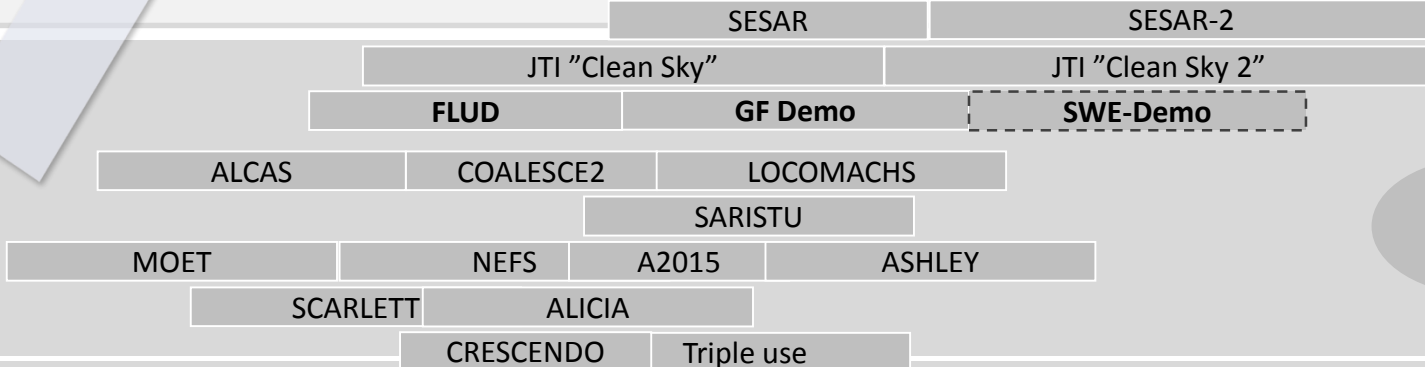 SESAR SESAR-2
JTI ”Clean Sky” JTI ”Clean Sky 2”
FLUD GF Demo SWE-Demo
ALCAS COALESCE2 LOCOMACHS
SARISTU
MOET NEFS A2015 ASHLEY
SCARLETT ALICIA
CRESCENDO Triple use